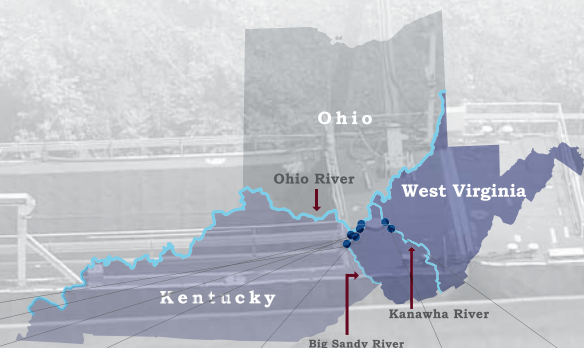 Ohio
Ohio River
West Virginia
Kentucky
Kanawha River
Big Sandy River